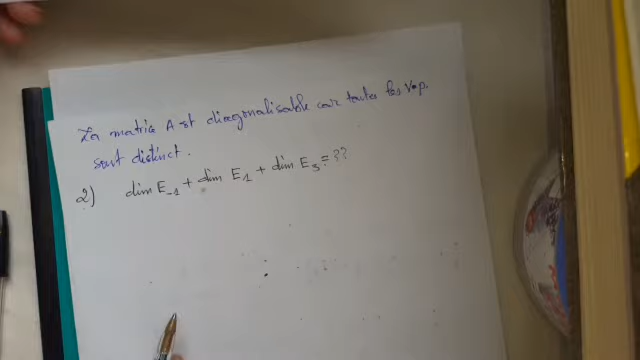 La matrice A est diagonalisable car toutes les V.p.
sont distinct.
2) dim E₋₁ + dim E₁ + dim E₃ = ??